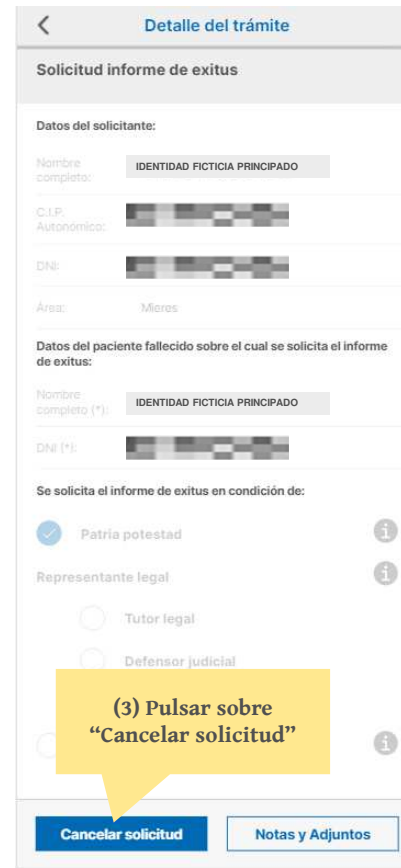 Detalle del trámite
Solicitud informe de exitus
Datos del solicitante:
Nombre completo: IDENTIDAD FICTICIA PRINCIPADO
C.I.P. Autonómico:
DNI:
Área: Mieres
Datos del paciente fallecido sobre el cual se solicita el informe
de exitus:
Nombre completo (*): IDENTIDAD FICTICIA PRINCIPADO
DNI (*):
Se solicita el informe de exitus en condición de:
Patria potestad
Representante legal
Tutor legal
Defensor judicial
(3) Pulsar sobre
“Cancelar solicitud”
Cancelar solicitud Notas y Adjuntos